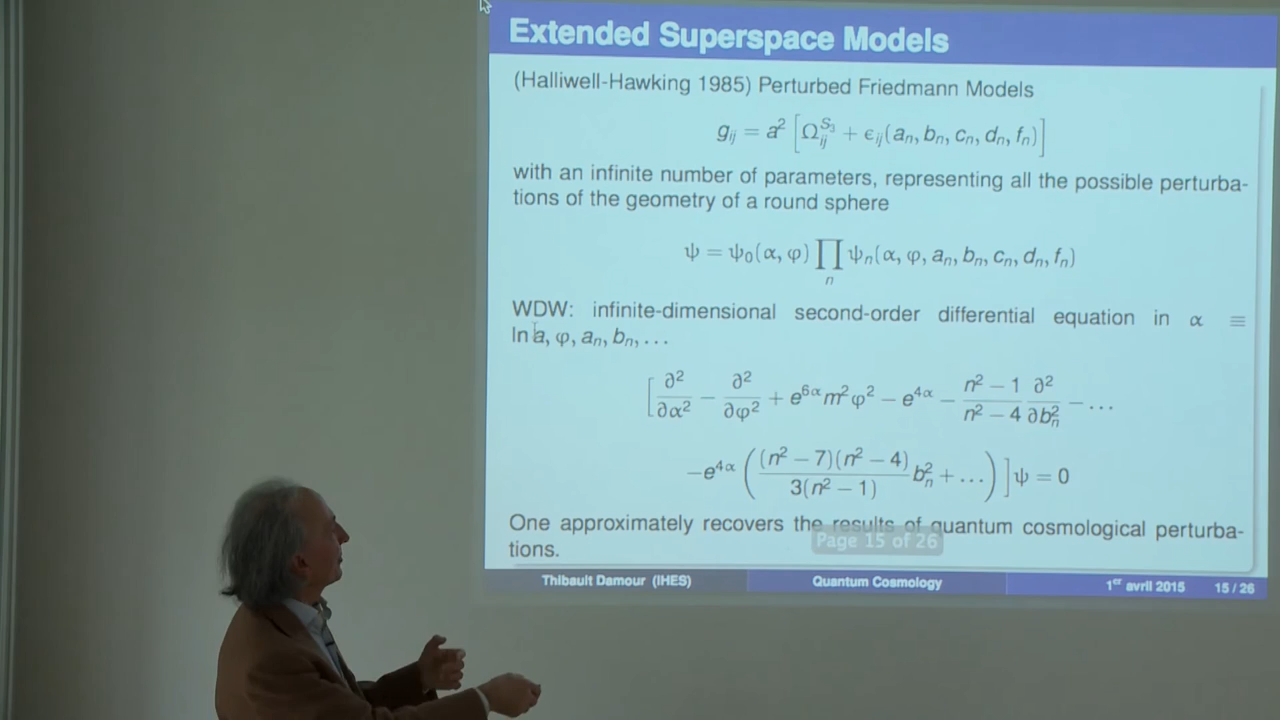 Extended Superspace Models
(Halliwell-Hawking 1985) Perturbed Friedmann Models
g_{ij} = a² [Ω_{ij}^{S_3} + ϵ_{ij}(a_n, b_n, c_n, d_n, f_n)]
with an infinite number of parameters, representing all the possible perturba-
tions of the geometry of a round sphere
ψ = ψ_0(α, φ) ∏_n ψ_n(α, φ, a_n, b_n, c_n, d_n, f_n)
WDW: infinite-dimensional second-order differential equation in α ≡
ln a, φ, a_n, b_n, …
[∂²/∂α² − ∂²/∂φ² + e^{6α} m² φ² − e^{4α} − (n² − 1)/(n² − 4) ∂²/∂b_n² − …
−e^{4α} ((n² − 7)(n² − 4)/3(n² − 1) b_n² + …)] ψ = 0
One approximately recovers the results of quantum cosmological perturba-
tions.
Page 15 of 26
Thibault Damour (IHES) Quantum Cosmology 1er avril 2015 15 / 26